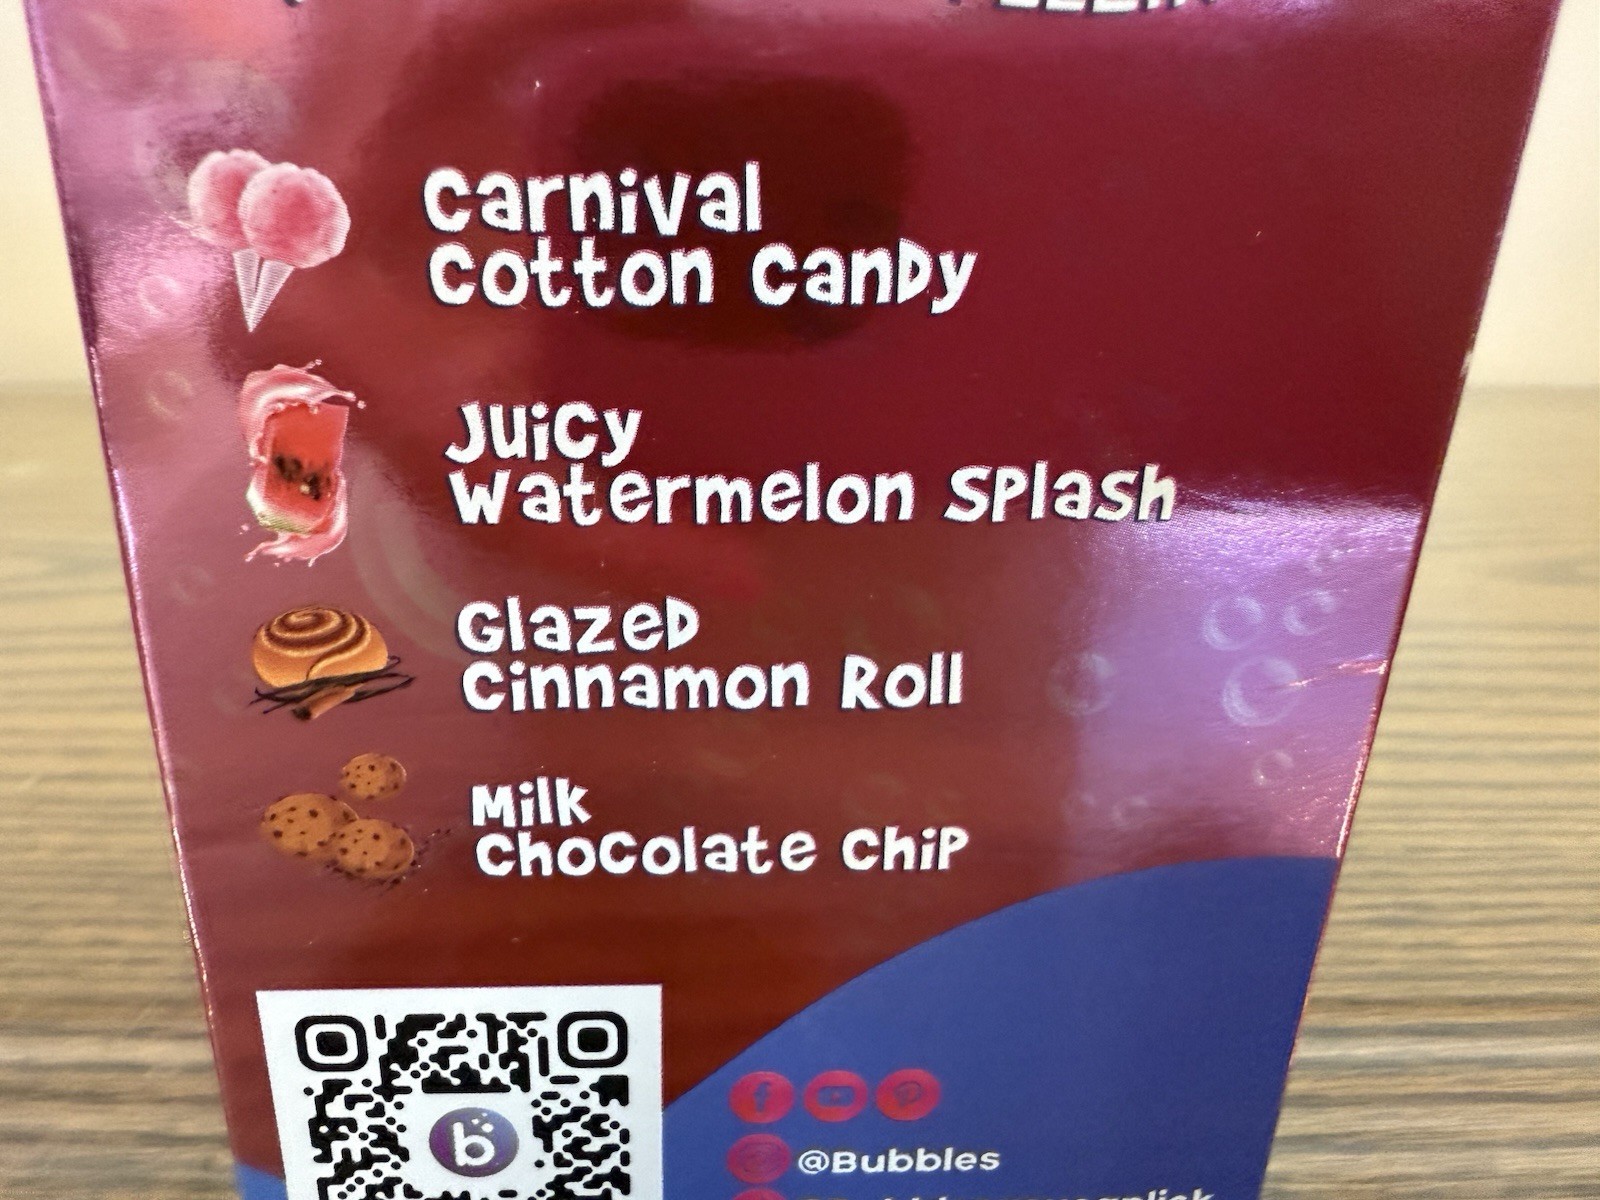 Carnival
Cotton Candy
Juicy
Watermelon Splash
Glazed
Cinnamon Roll
Milk
Chocolate Chip
b
@Bubbles